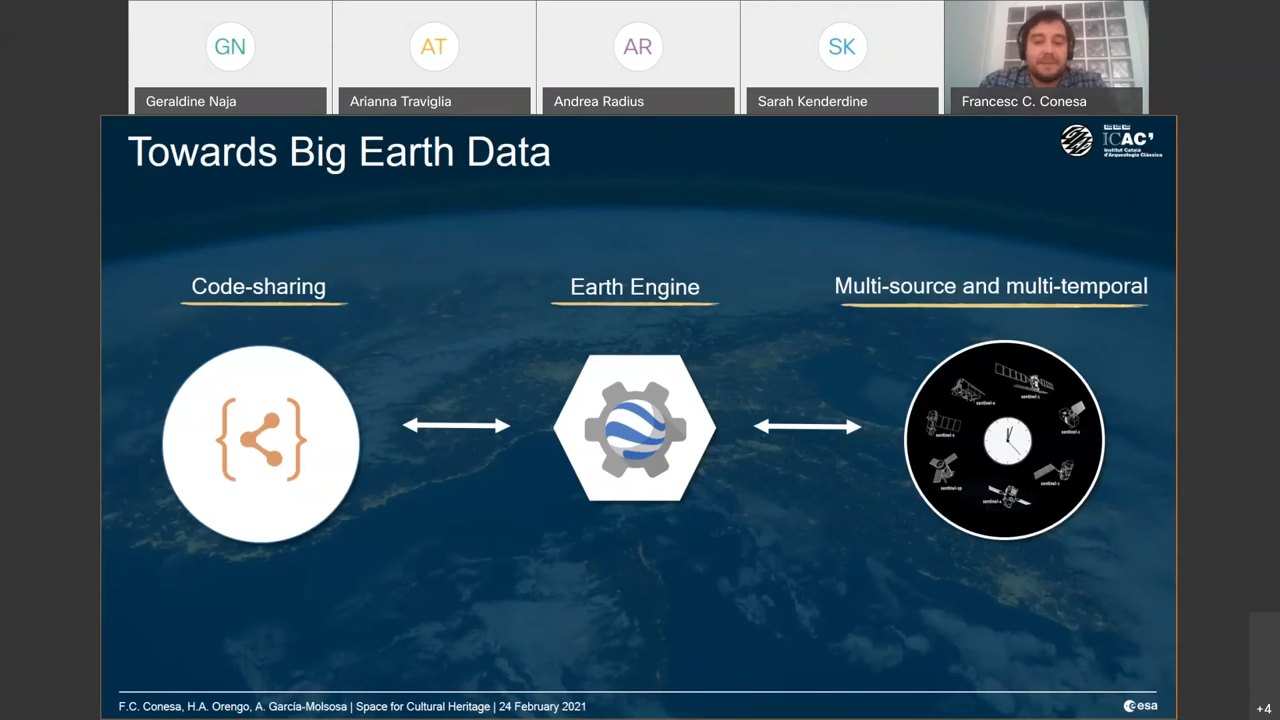 GN
AT
AR
SK
Geraldine Naja
Arianna Traviglia
Andrea Radius
Sarah Kenderdine
Francesc C. Conesa
Towards Big Earth Data
ICAC'
Institut Català
d'Arqueologia Clàssica
Code-sharing
Earth Engine
Multi-source and multi-temporal
F.C. Conesa, H.A. Orengo, A. García-Molsosa | Space for Cultural Heritage | 24 February 2021
esa
+4